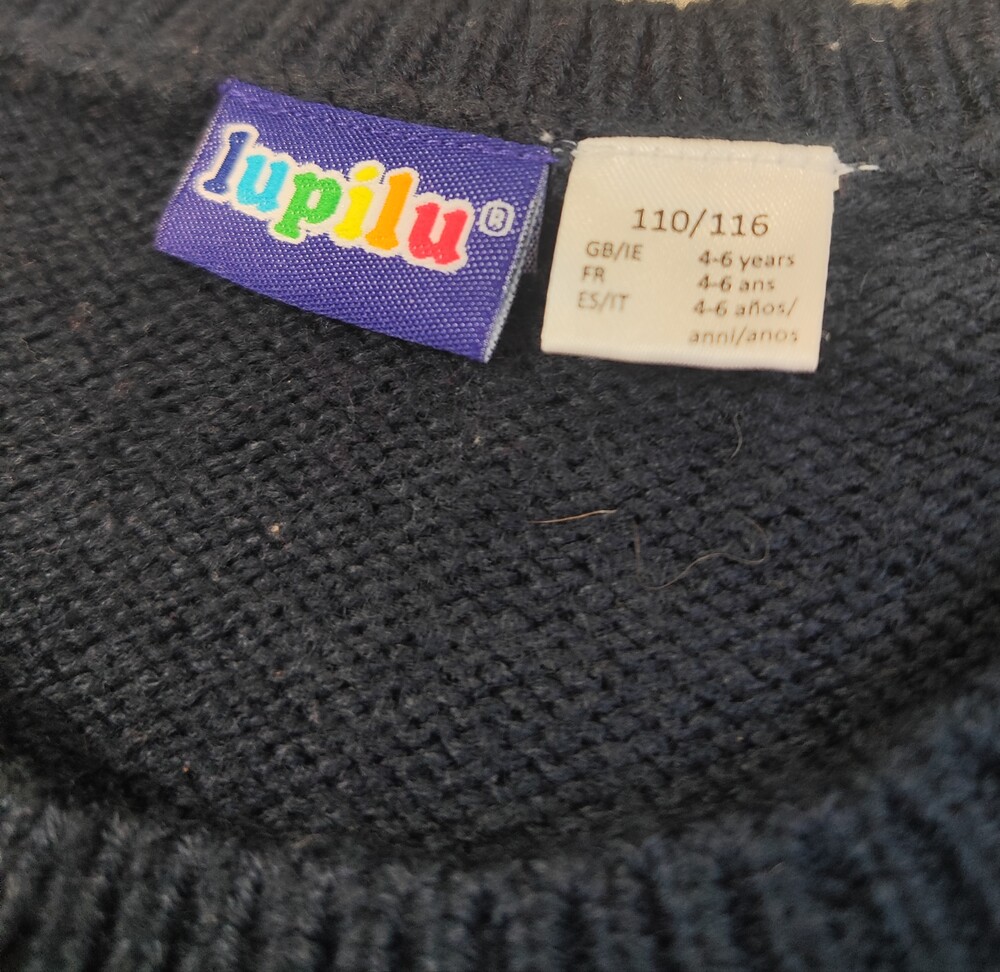 lupilu®
110/116
GB/IE 4-6 years
FR 4-6 ans
ES/IT 4-6 años/
anni/anos